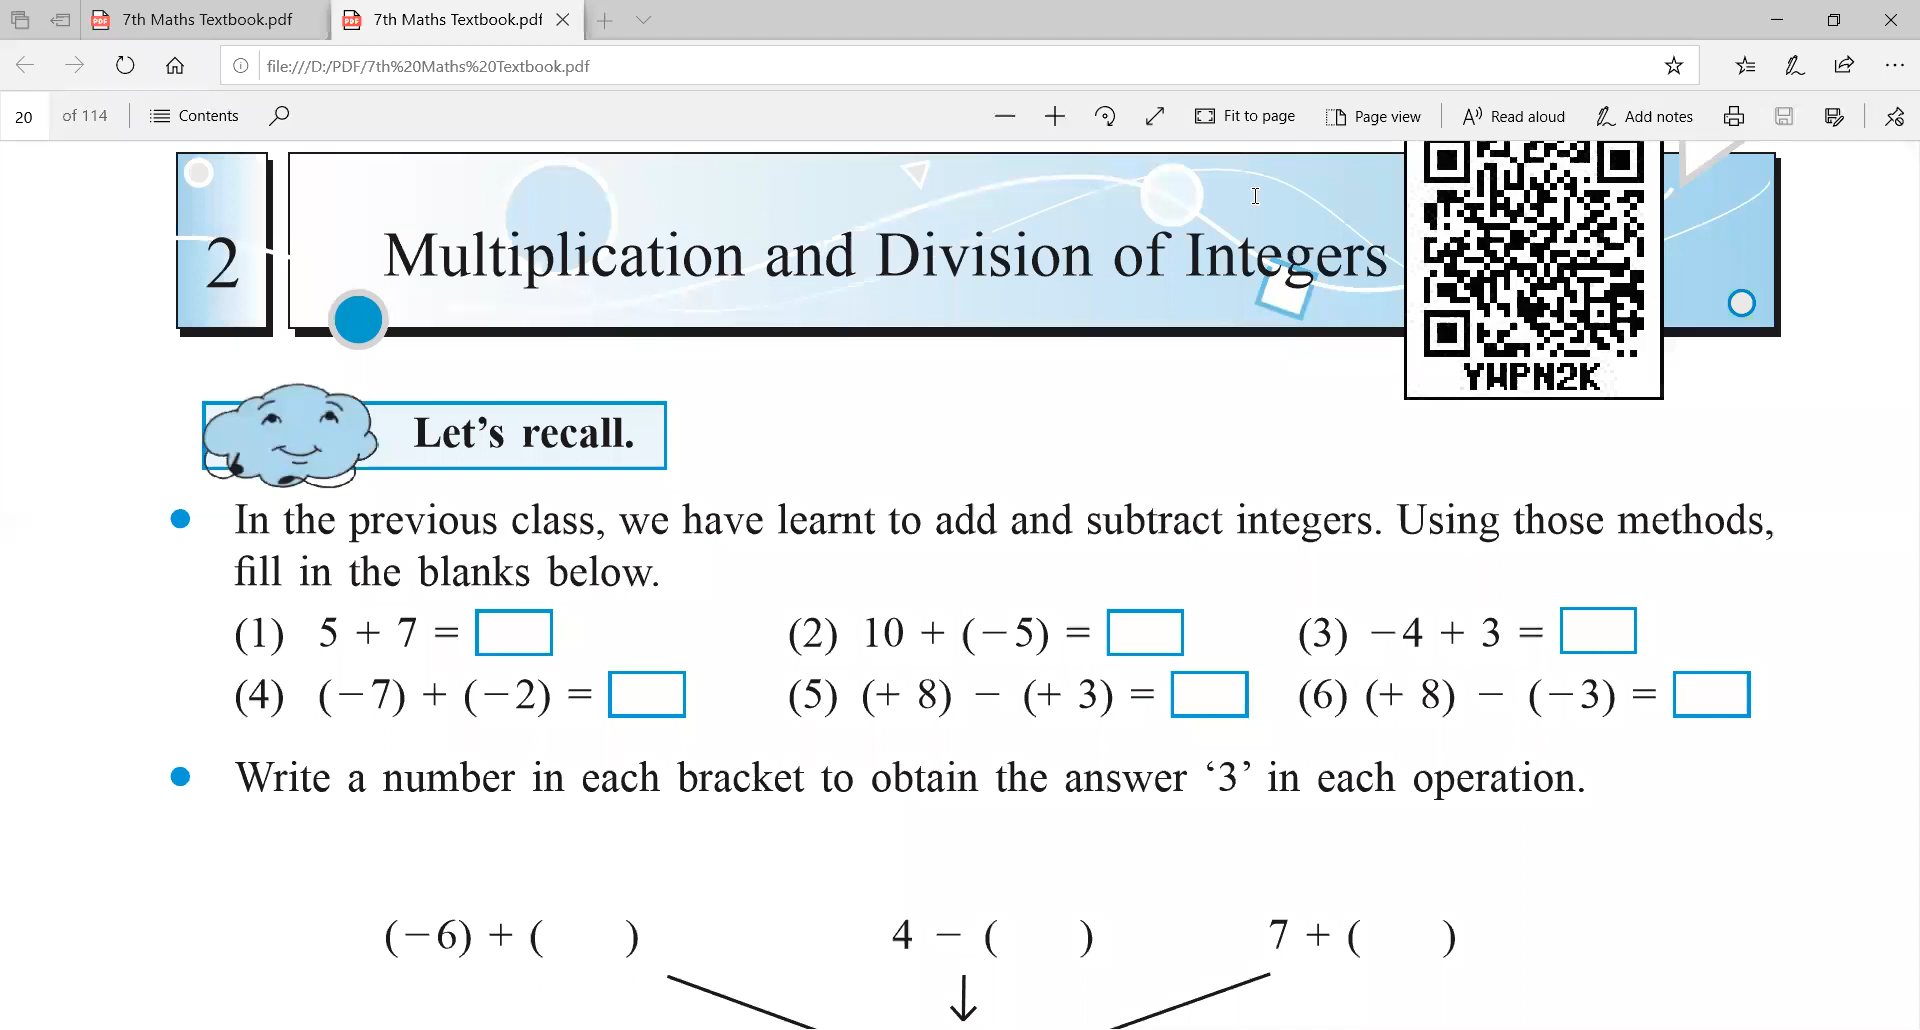 7th Maths Textbook.pdf
7th Maths Textbook.pdf
file:///D:/PDF/7th%20Maths%20Textbook.pdf
20 of 114 Contents Fit to page Page view Read aloud Add notes
2 Multiplication and Division of Integers
YWPN2K
Let's recall.
In the previous class, we have learnt to add and subtract integers. Using those methods,
fill in the blanks below.
(1) 5 + 7 = (2) 10 + (−5) = (3) −4 + 3 =
(4) (−7) + (−2) = (5) (+ 8) − (+ 3) = (6) (+ 8) − (−3) =
Write a number in each bracket to obtain the answer ‘3’ in each operation.
(−6) + ( ) 4 − ( ) 7 + ( )